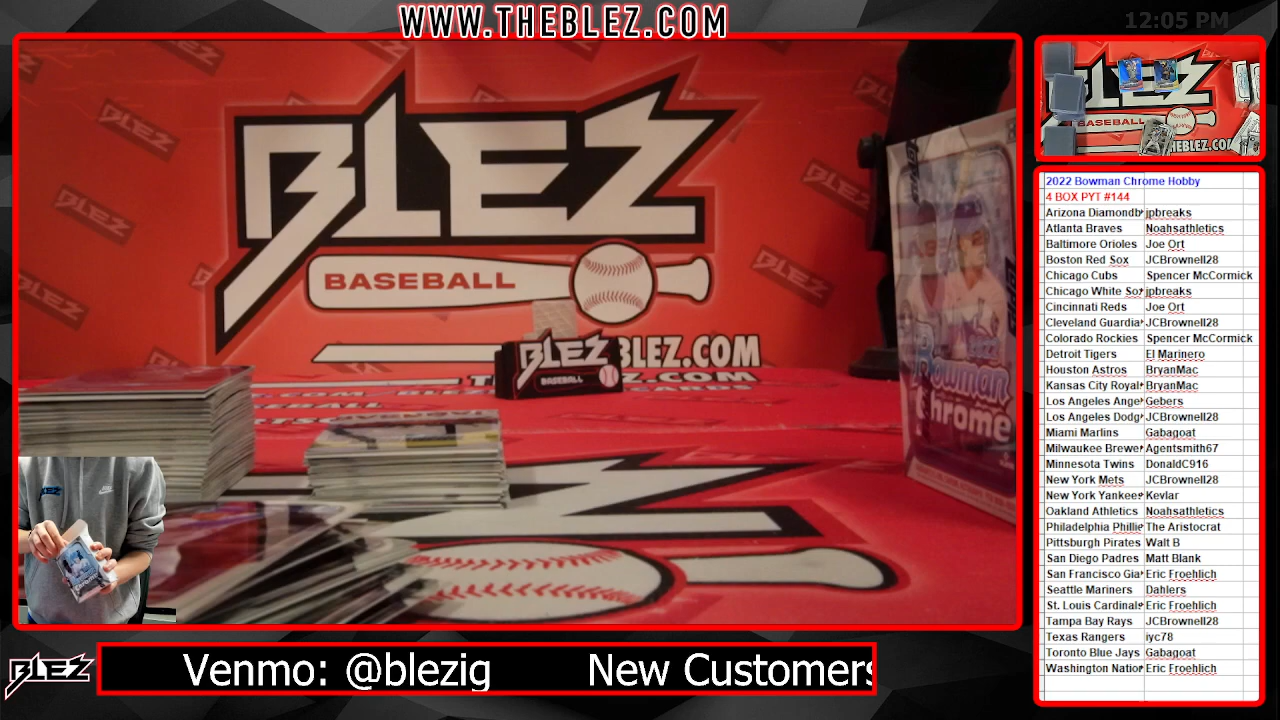 WWW.THEBLEZ.COM
12:05 PM
BLEZ
BASEBALL
BLEZ
BASEBALL
BLEZ.COM
Bowman
Chrome
BLEZ
BASEBALL
2022 Bowman Chrome Hobby
4 BOX PYT #144
Arizona Diamondb jpbreaks
Atlanta Braves Noahsathletics
Baltimore Orioles Joe Ort
Boston Red Sox JCBrownell28
Chicago Cubs Spencer McCormick
Chicago White Sox jpbreaks
Cincinnati Reds Joe Ort
Cleveland Guardia JCBrownell28
Colorado Rockies Spencer McCormick
Detroit Tigers El Marinero
Houston Astros BryanMac
Kansas City Royal BryanMac
Los Angeles Ange Gebers
Los Angeles Dodg JCBrownell28
Miami Marlins Gabagoat
Milwaukee Brewe Agentsmith67
Minnesota Twins DonaldC916
New York Mets JCBrownell28
New York Yankees Kevlar
Oakland Athletics Noahsathletics
Philadelphia Phillie The Aristocrat
Pittsburgh Pirates Walt B
San Diego Padres Matt Blank
San Francisco Gia Eric Froehlich
Seattle Mariners Dahlers
St. Louis Cardinals Eric Froehlich
Tampa Bay Rays JCBrownell28
Texas Rangers iyc78
Toronto Blue Jays Gabagoat
Washington Nation Eric Froehlich
BLEZ
Venmo: @blezig New Customers